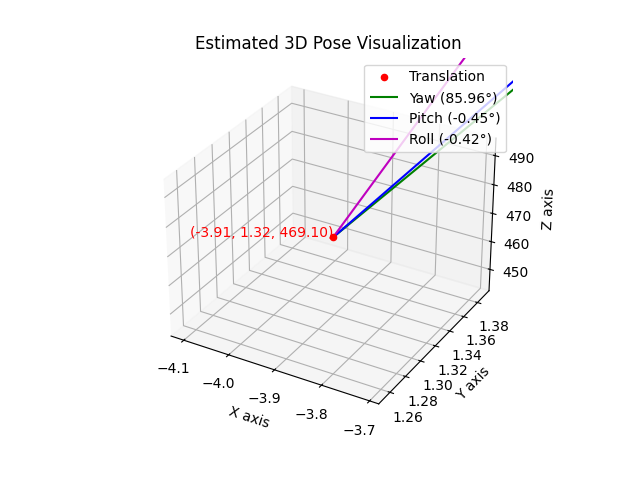 Estimated 3D Pose Visualization
Translation
Yaw (85.96°)
Pitch (-0.45°)
Roll (-0.42°)
(-3.91, 1.32, 469.10)
490
480
470
460
450
Z axis
1.38
1.36
1.34
1.32
1.30
1.28
1.26
Y axis
−4.1
−4.0
−3.9
−3.8
−3.7
X axis